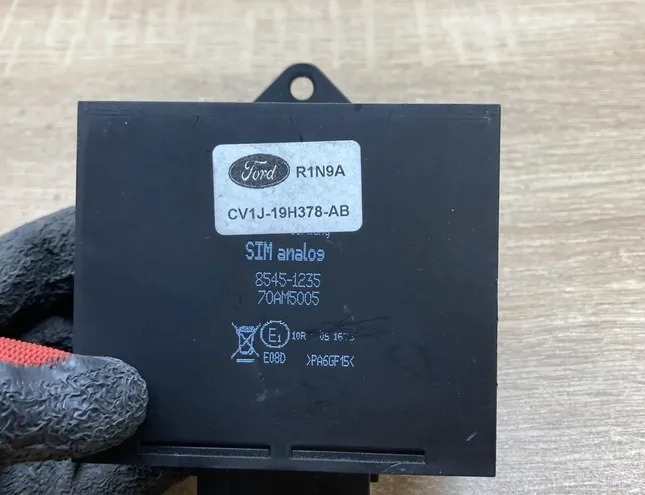 Ford R1N9A
CV1J-19H378-AB
SIM analog
8545-1235
70AM5005
E1 10R
E08D >PA6GF15<